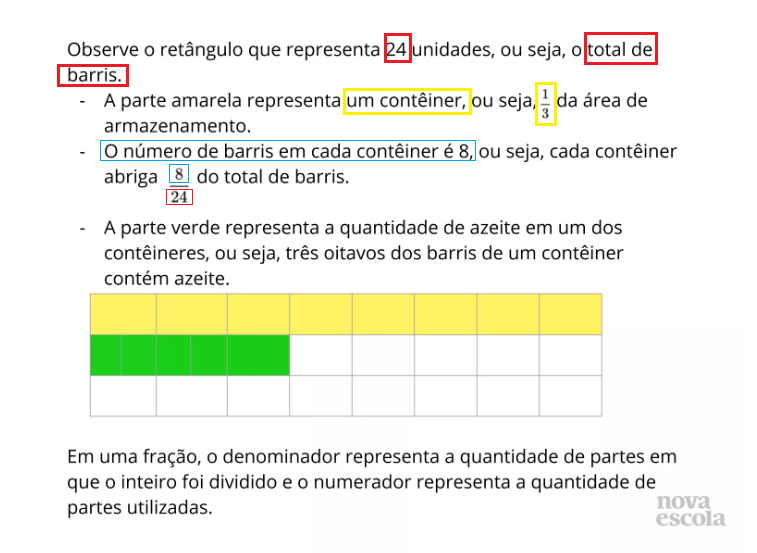 Observe o retângulo que representa 24 unidades, ou seja, o total de
barris.
- A parte amarela representa um contêiner, ou seja, 1/3 da área de
armazenamento.
- O número de barris em cada contêiner é 8, ou seja, cada contêiner
abriga 8/24 do total de barris.
- A parte verde representa a quantidade de azeite em um dos
contêineres, ou seja, três oitavos dos barris de um contêiner
contém azeite.
Em uma fração, o denominador representa a quantidade de partes em
que o inteiro foi dividido e o numerador representa a quantidade de
partes utilizadas.
nova
escola